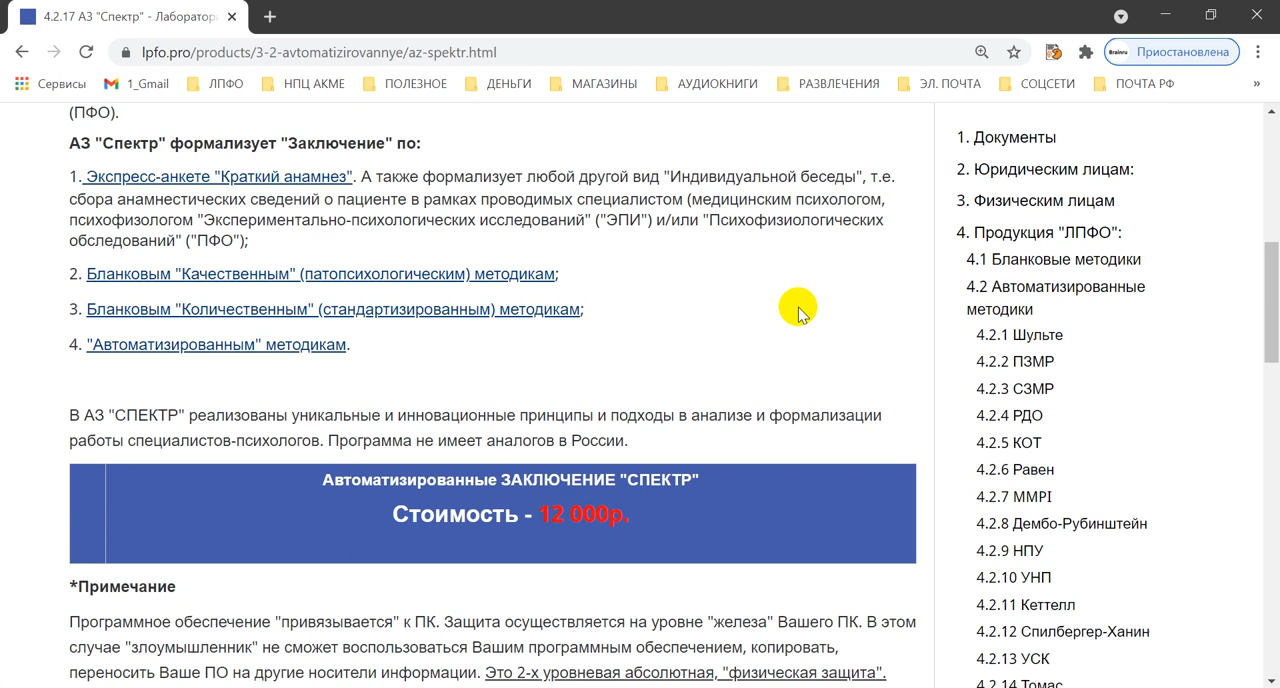 4.2.17 АЗ "Спектр" - Лаборатор
lpfo.pro/products/3-2-avtomatizirovannye/az-spektr.html
Brainru Приостановлена
Сервисы 1_Gmail ЛПФО НПЦ АКМЕ ПОЛЕЗНОЕ ДЕНЬГИ МАГАЗИНЫ АУДИОКНИГИ РАЗВЛЕЧЕНИЯ ЭЛ. ПОЧТА СОЦСЕТИ ПОЧТА РФ »
(ПФО).
АЗ "Спектр" формализует "Заключение" по:
1. Экспресс-анкете "Краткий анамнез". А также формализует любой другой вид "Индивидуальной беседы", т.е.
сбора анамнестических сведений о пациенте в рамках проводимых специалистом (медицинским психологом,
психофизологом "Экспериментально-психологических исследований" ("ЭПИ") и/или "Психофизиологических
обследований" ("ПФО");
2. Бланковым "Качественным" (патопсихологическим) методикам;
3. Бланковым "Количественным" (стандартизированным) методикам;
4. "Автоматизированным" методикам.
В АЗ "СПЕКТР" реализованы уникальные и инновационные принципы и подходы в анализе и формализации
работы специалистов-психологов. Программа не имеет аналогов в России.
Автоматизированные ЗАКЛЮЧЕНИЕ "СПЕКТР"
Стоимость - 12 000р.
*Примечание
Программное обеспечение "привязывается" к ПК. Защита осуществляется на уровне "железа" Вашего ПК. В этом
случае "злоумышленник" не сможет воспользоваться Вашим программным обеспечением, копировать,
переносить Ваше ПО на другие носители информации. Это 2-х уровневая абсолютная, "физическая защита".
1. Документы
2. Юридическим лицам:
3. Физическим лицам
4. Продукция "ЛПФО":
4.1 Бланковые методики
4.2 Автоматизированные
методики
4.2.1 Шульте
4.2.2 ПЗМР
4.2.3 СЗМР
4.2.4 РДО
4.2.5 КОТ
4.2.6 Равен
4.2.7 MMPI
4.2.8 Дембо-Рубинштейн
4.2.9 НПУ
4.2.10 УНП
4.2.11 Кеттелл
4.2.12 Спилбергер-Ханин
4.2.13 УСК
4.2.14 Томас